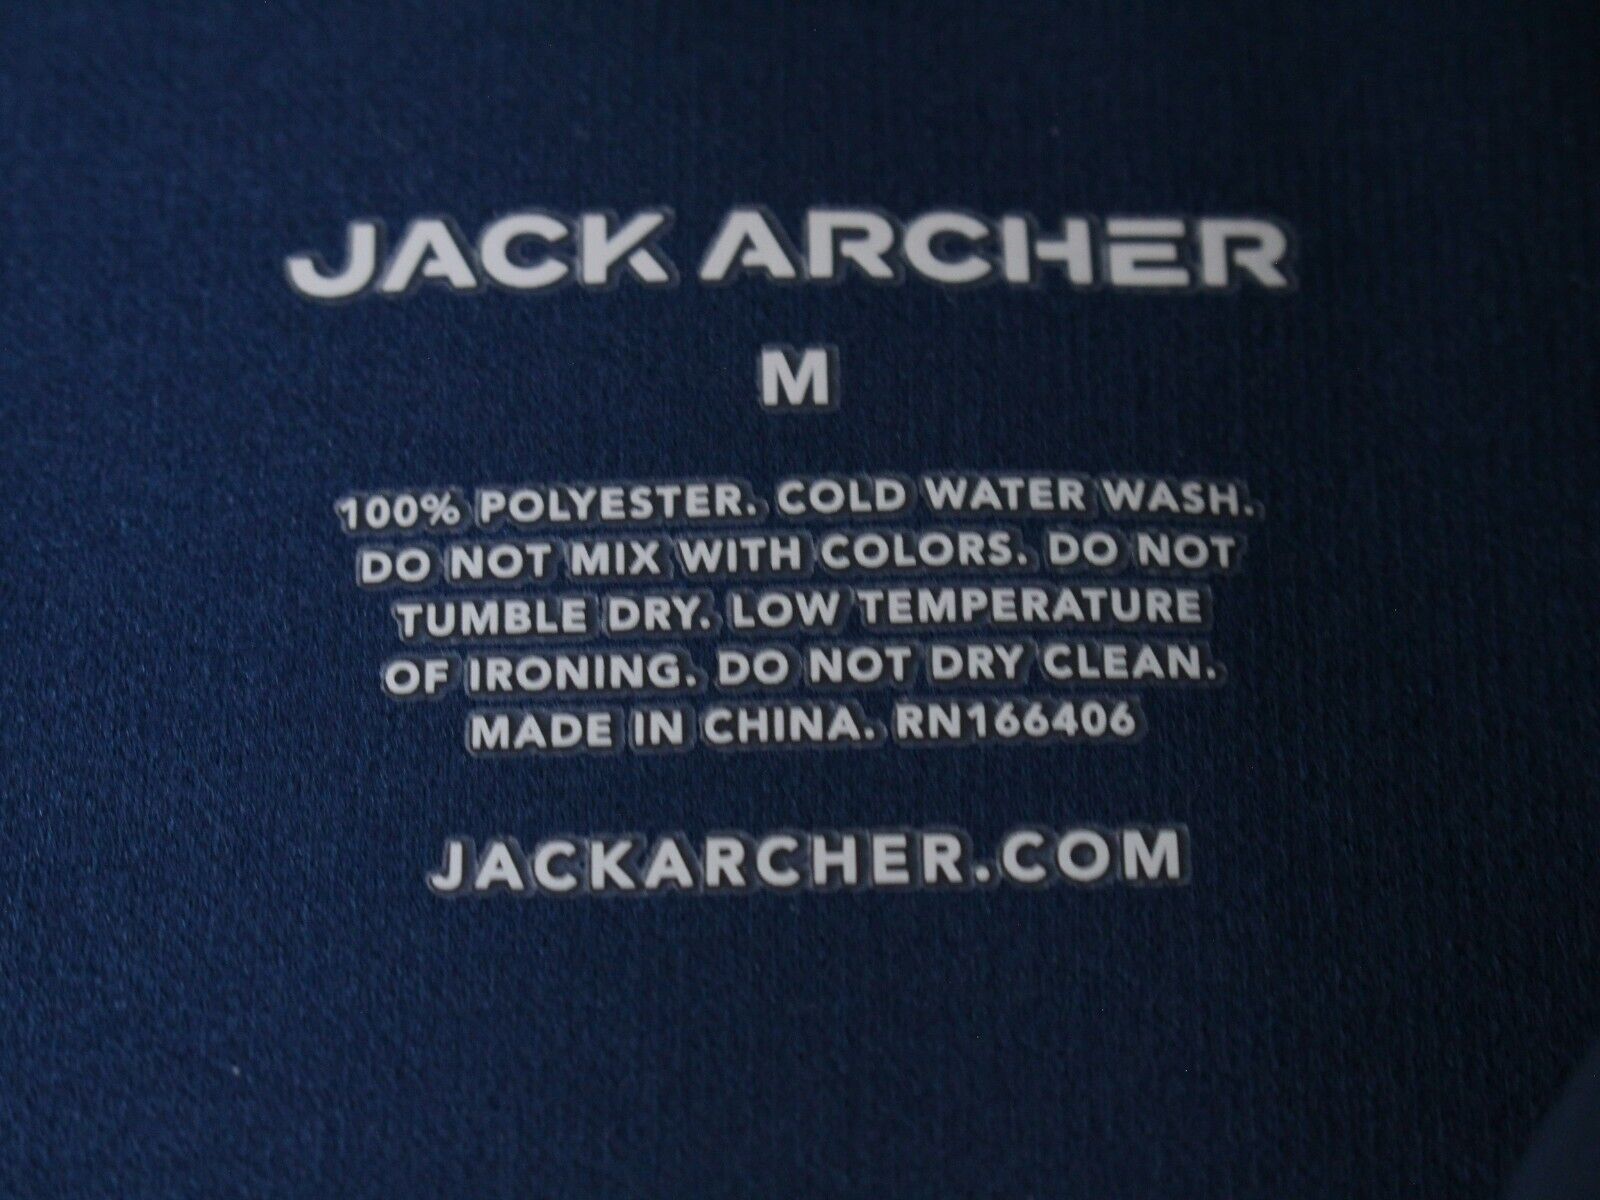 JACK ARCHER
M
100% POLYESTER. COLD WATER WASH.
DO NOT MIX WITH COLORS. DO NOT
TUMBLE DRY. LOW TEMPERATURE
OF IRONING. DO NOT DRY CLEAN.
MADE IN CHINA. RN166406
JACKARCHER.COM